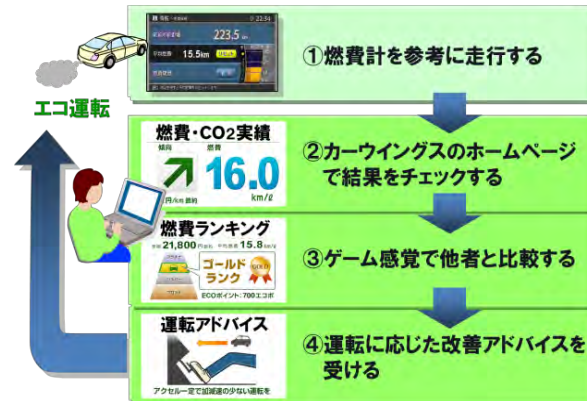 223.5
15.5km
①燃費計を参考に走行する
エコ運転
燃費・CO2実績
傾向 燃費
16.0
km/ℓ
②カーウイングスのホームページ
で結果をチェックする
燃費ランキング
21,800 15.8
ゴールド
ランク
GOLD
ECOポイント:700エコポ
③ゲーム感覚で他者と比較する
運転アドバイス
アクセル一定で加減速の少ない運転を
④運転に応じた改善アドバイスを
受ける